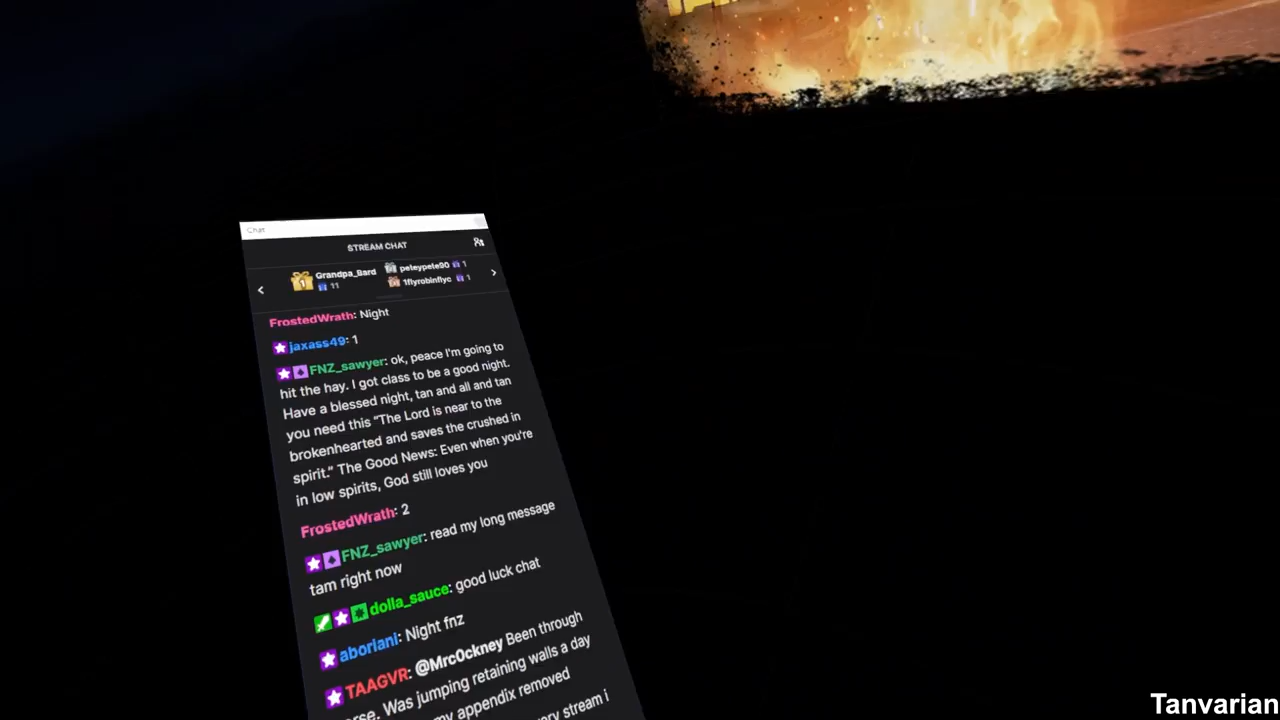 Chat
STREAM CHAT
Grandpa_Bard
11
peleypele90 1
1flyrobinflyc 1
FrostedWrath: Night
jaxass49: 1
FNZ_sawyer: ok, peace I'm going to
hit the hay. I got class to be a good night.
Have a blessed night, tan and all and tan
you need this "The Lord is near to the
brokenhearted and saves the crushed in
spirit." The Good News: Even when you're
in low spirits, God still loves you
FrostedWrath: 2
FNZ_sawyer: read my long message
tam right now
dolla_sauce: good luck chat
aboriani: Night fnz
TAAGVR: @Mrc0ckney Been through
. Was jumping retaining walls a day
my appendix removed
stream i
Tanvarian